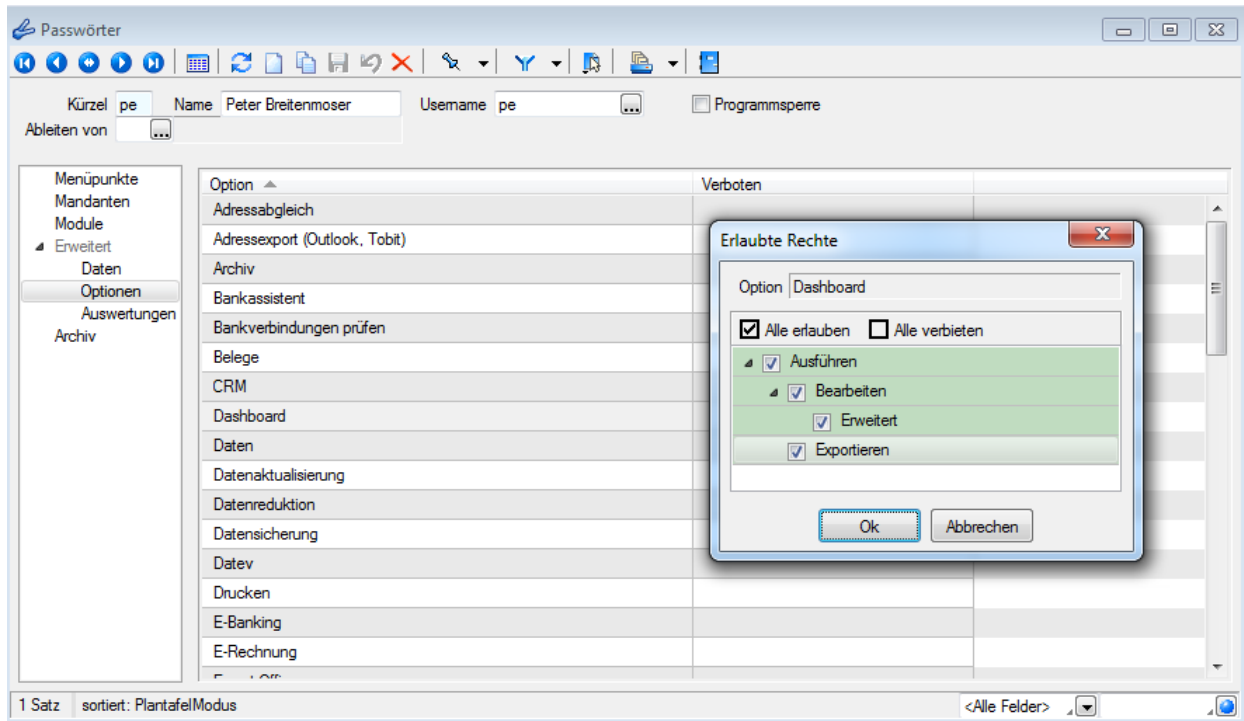 Passwörter
Kürzel pe Name Peter Breitenmoser Username pe ... Programmsperre
Ableiten von ...
Menüpunkte
Mandanten
Module
Erweitert
Daten
Optionen
Auswertungen
Archiv
Option Verboten
Adressabgleich
Adressexport (Outlook, Tobit)
Archiv
Bankassistent
Bankverbindungen prüfen
Belege
CRM
Dashboard
Daten
Datenaktualisierung
Datenreduktion
Datensicherung
Datev
Drucken
E-Banking
E-Rechnung
Erlaubte Rechte
Option Dashboard
Alle erlauben Alle verbieten
Ausführen
Bearbeiten
Erweitert
Exportieren
Ok Abbrechen
1 Satz sortiert: PlantafelModus <Alle Felder>